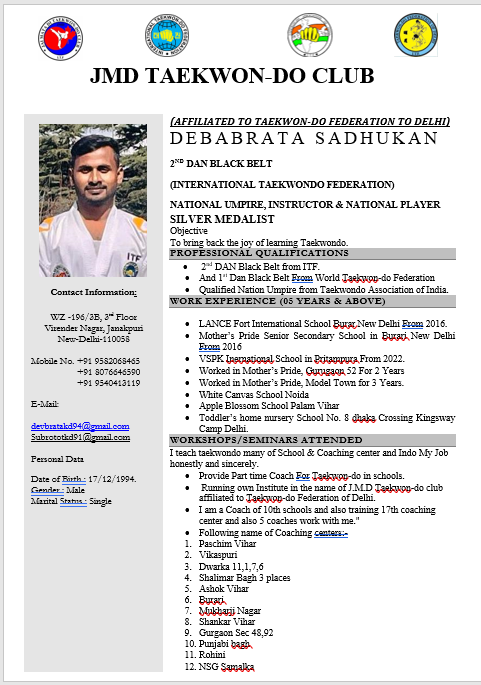 JMD TAEKWON-DO CLUB
(AFFILIATED TO TAEKWON-DO FEDERATION TO DELHI)
DEBABRATA SADHUKAN
2ND DAN BLACK BELT
(INTERNATIONAL TAEKWONDO FEDERATION)
NATIONAL UMPIRE, INSTRUCTOR & NATIONAL PLAYER
SILVER MEDALIST
Objective
To bring back the joy of learning Taekwondo.
PROFESSIONAL QUALIFICATIONS
• 2nd DAN Black Belt from ITF.
• And 1st Dan Black Belt From World Taekwon-do Federation
• Qualified Nation Umpire from Taekwondo Association of India.
WORK EXPERIENCE (05 YEARS & ABOVE)
• LANCE Fort International School Burar,New Delhi From 2016.
• Mother's Pride Senior Secondary School in Burari New Delhi
From 2016
• VSPK Inernational School in Pritampura From 2022.
• Worked in Mother's Pride, Gurugaon 52 For 2 Years
• Worked in Mother's Pride, Model Town for 3 Years.
• White Canvas School Noida
• Apple Blossom School Palam Vihar
• Toddler's home nursery School No. 8 dhaka Crossing Kingsway
Camp Delhi.
WORKSHOPS/SEMINARS ATTENDED
I teach taekwondo many of School & Coaching center and Indo My Job
honestly and sincerely.
• Provide Part time Coach For Taekwon-do in schools.
• Running own Institute in the name of J.M.D Taekwon-do club
affiliated to Taekwon-do Federation of Delhi.
• I am a Coach of 10th schools and also training 17th coaching
center and also 5 coaches work with me."
• Following name of Coaching centers:-
1. Paschim Vihar
2. Vikaspuri
3. Dwarka 11,1,7,6
4. Shalimar Bagh 3 places
5. Ashok Vihar
6. Burari
7. Mukharji Nagar
8. Shankar Vihar
9. Gurgaon Sec 48,92
10. Punjabi bagh
11. Rohini
12. NSG Samalka
ITF
Contact Information:
WZ -196/3B, 3rd Floor
Virender Nagar, Janakpuri
New-Delhi-110058
Mobile No. +91 9582068465
+91 8076646590
+91 9540413119
E-Mail:
devbratakd94@gmail.com
Subrototkd91@gmail.com
Personal Data
Date of Birth.: 17/12/1994.
Gender.: Male
Marital Status.: Single